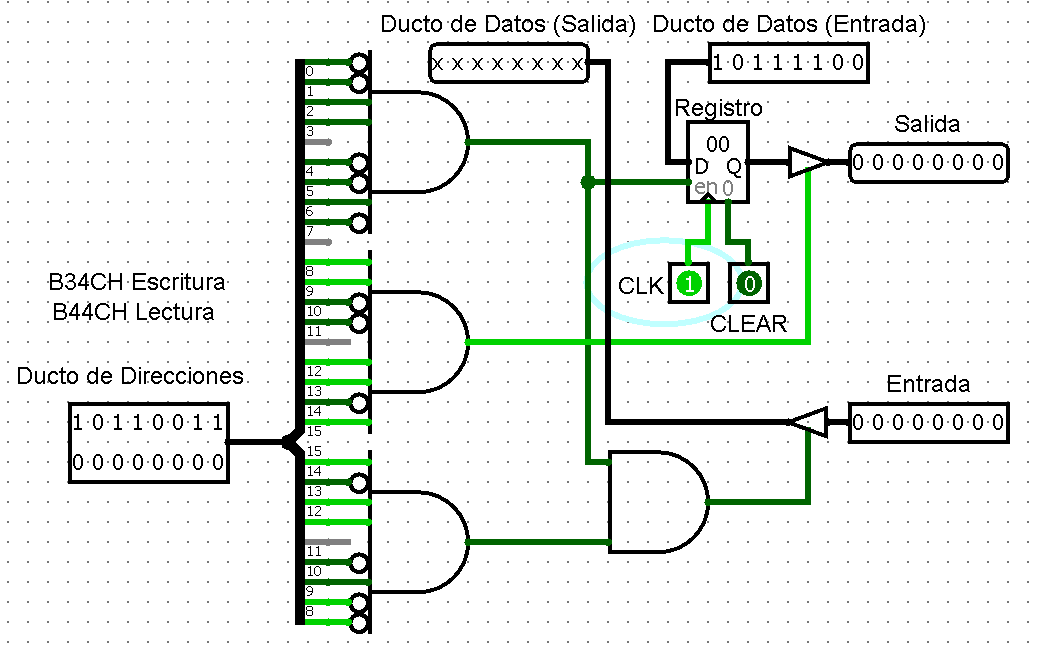 Ducto de Datos (Salida)
Ducto de Datos (Entrada)
x x x x x x x x
1 0 1 1 1 1 0 0
Registro
00
D Q
en 0
Salida
0 0 0 0 0 0 0 0
CLK
1
0
CLEAR
B34CH Escritura
B44CH Lectura
Ducto de Direcciones
1 0 1 1 0 0 1 1
0 0 0 0 0 0 0 0
Entrada
0 0 0 0 0 0 0 0
0
1
2
3
4
5
6
7
8
9
10
11
12
13
14
15
15
14
13
12
11
10
9
8